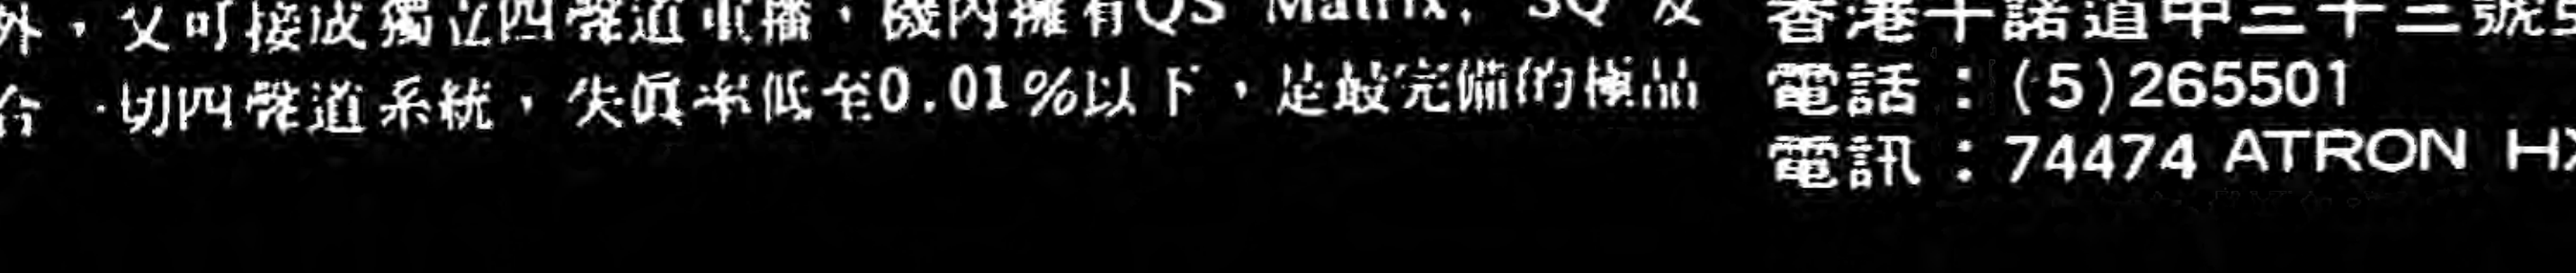 外，又可接成獨立四聲道重播，機內擁有QS Matrix, SQ 及
合一切四聲道系統，失眞率低至0.01%以下，是最完備的極品
香港干諾道中三十三號
電話：(5)265501
電訊：74474 ATRON HX